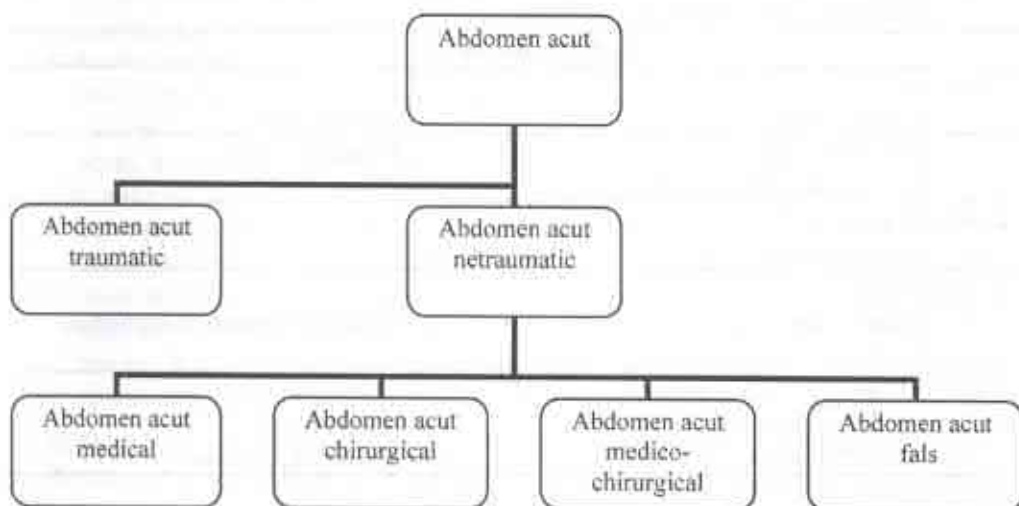 Abdomen acut
Abdomen acut
traumatic
Abdomen acut
netraumatic
Abdomen acut
medical
Abdomen acut
chirurgical
Abdomen acut
medico-
chirurgical
Abdomen acut
fals